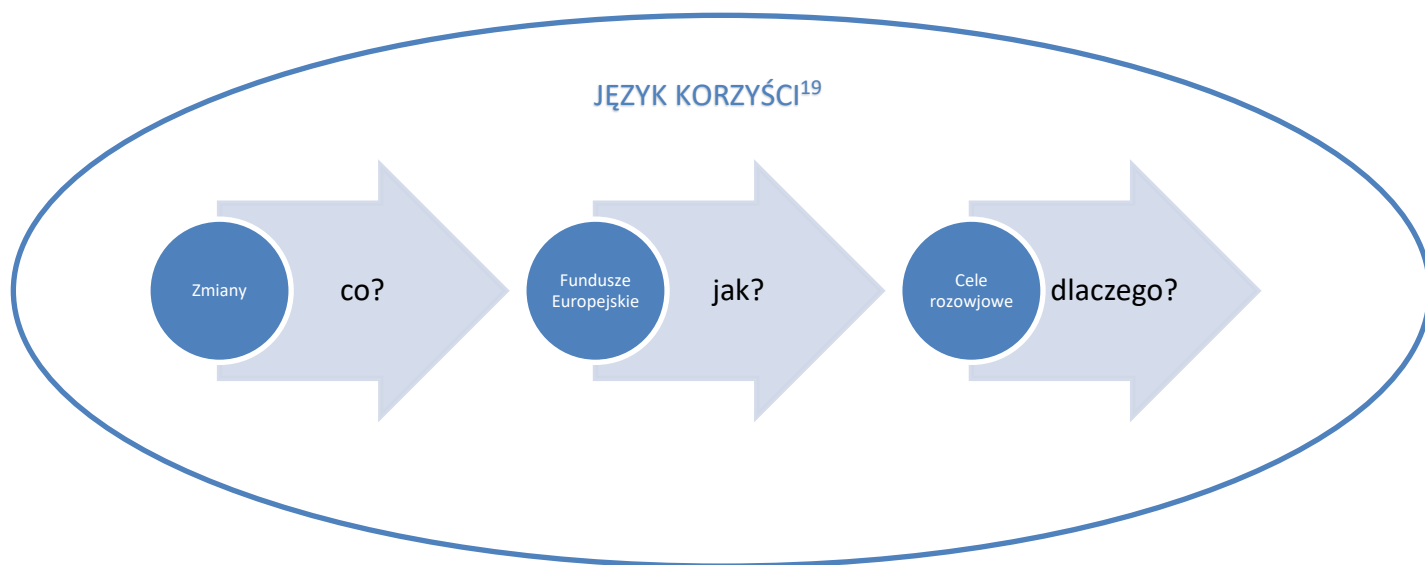 JĘZYK KORZYŚCI19
Zmiany
co?
Fundusze
Europejskie
jak?
Cele
rozowjowe
dlaczego?